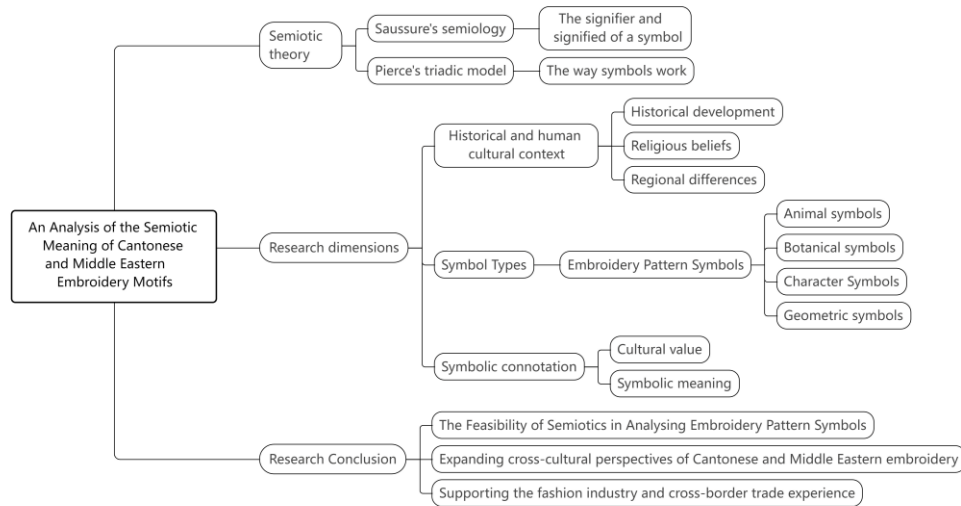 Semiotic
theory
Saussure's semiology
The signifier and
signified of a symbol
Pierce's triadic model
The way symbols work
An Analysis of the Semiotic
Meaning of Cantonese
and Middle Eastern
Embroidery Motifs
Research dimensions
Historical and human
cultural context
Historical development
Religious beliefs
Regional differences
Symbol Types
Embroidery Pattern Symbols
Animal symbols
Botanical symbols
Character Symbols
Geometric symbols
Symbolic connotation
Cultural value
Symbolic meaning
Research Conclusion
The Feasibility of Semiotics in Analysing Embroidery Pattern Symbols
Expanding cross-cultural perspectives of Cantonese and Middle Eastern embroidery
Supporting the fashion industry and cross-border trade experience